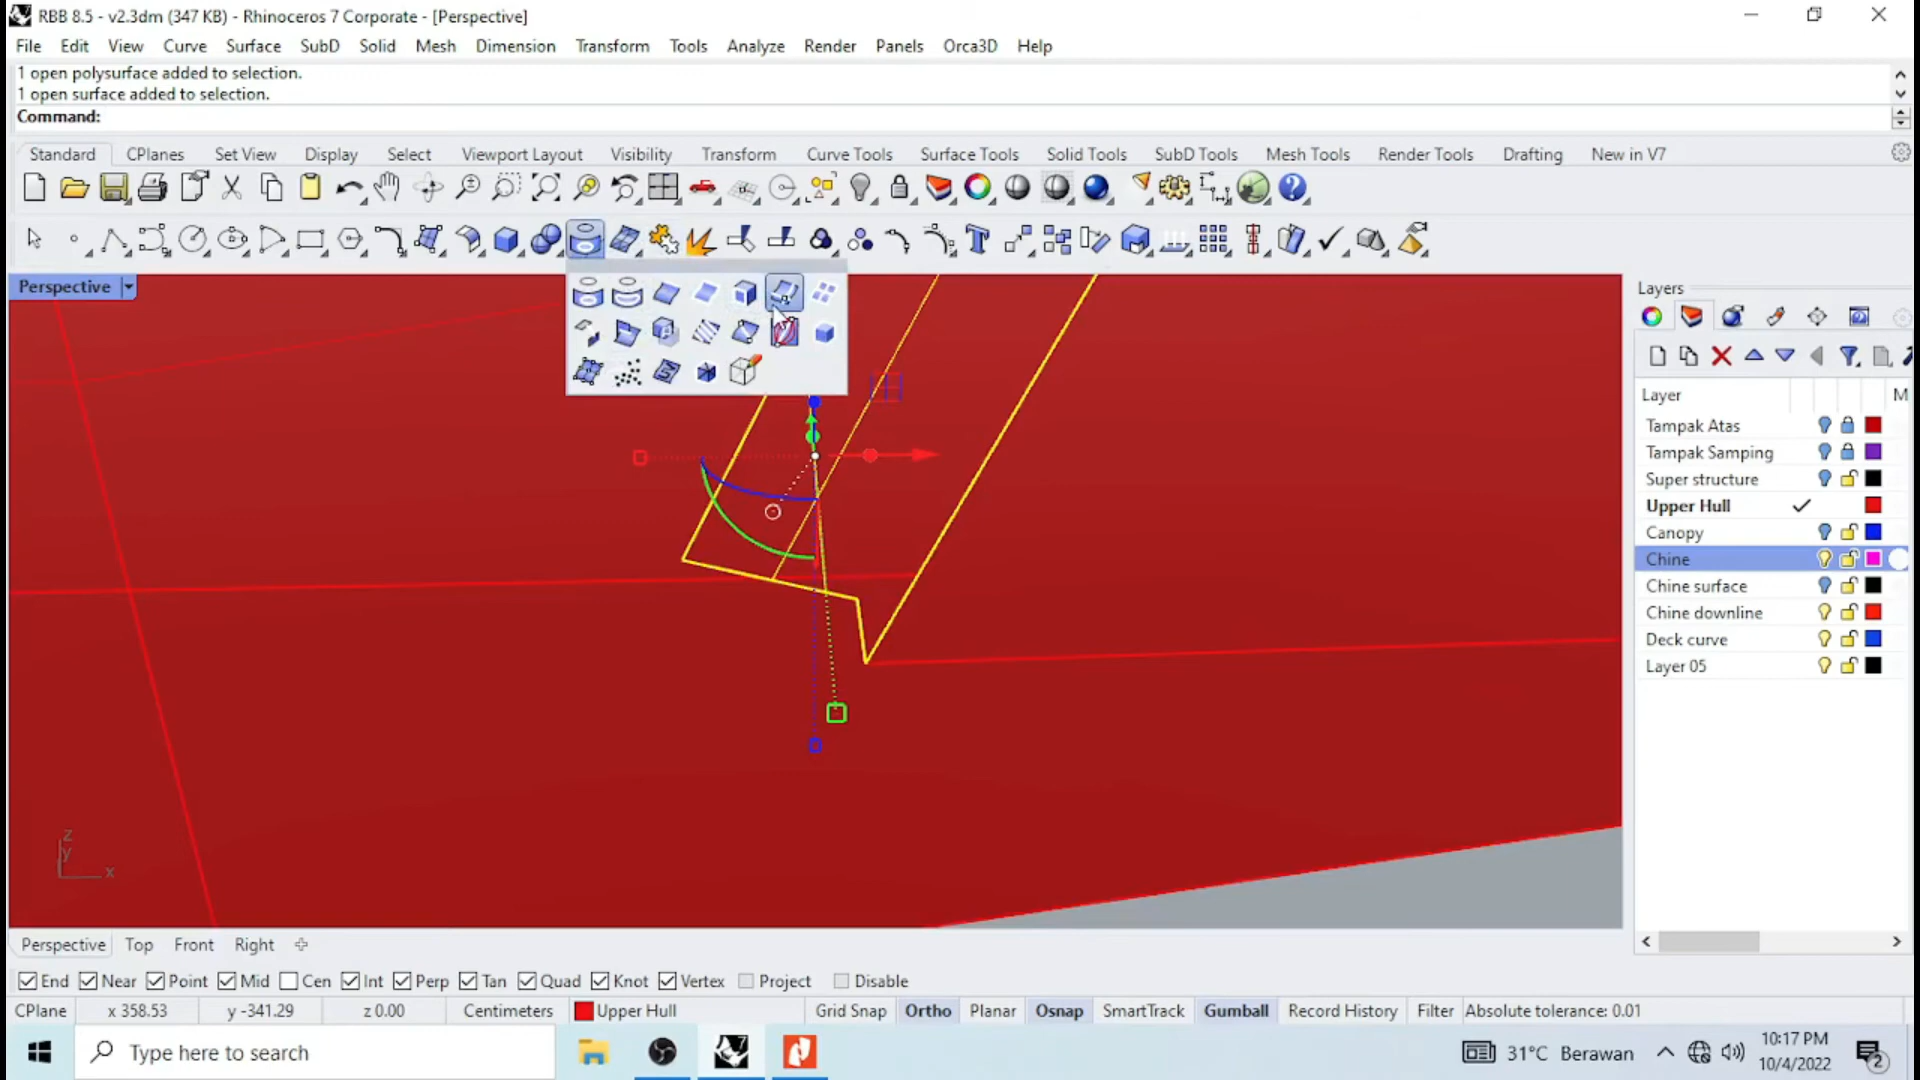 RBB 8.5 - v2.3dm (347 KB) - Rhinoceros 7 Corporate - [Perspective]
File Edit View Curve Surface SubD Solid Mesh Dimension Transform Tools Analyze Render Panels Orca3D Help
1 open polysurface added to selection.
1 open surface added to selection.
Command:
Standard CPlanes Set View Display Select Viewport Layout Visibility Transform Curve Tools Surface Tools Solid Tools SubD Tools Mesh Tools Render Tools Drafting New in V7
Perspective
Layers
Layer M
Tampak Atas
Tampak Samping
Super structure
Upper Hull
Canopy
Chine
Chine surface
Chine downline
Deck curve
Layer 05
z
y
x
Perspective Top Front Right
End Near Point Mid Cen Int Perp Tan Quad Knot Vertex Project Disable
CPlane x 358.53 y -341.29 z 0.00 Centimeters Upper Hull Grid Snap Ortho Planar Osnap SmartTrack Gumball Record History Filter Absolute tolerance: 0.01
Type here to search
31°C Berawan
10:17 PM
10/4/2022
2